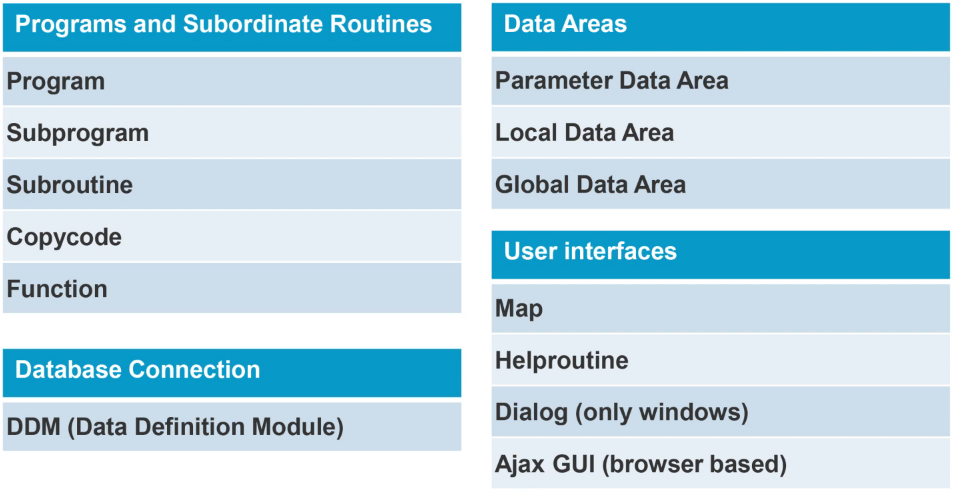 Programs and Subordinate Routines
Program
Subprogram
Subroutine
Copycode
Function
Database Connection
DDM (Data Definition Module)
Data Areas
Parameter Data Area
Local Data Area
Global Data Area
User interfaces
Map
Helproutine
Dialog (only windows)
Ajax GUI (browser based)